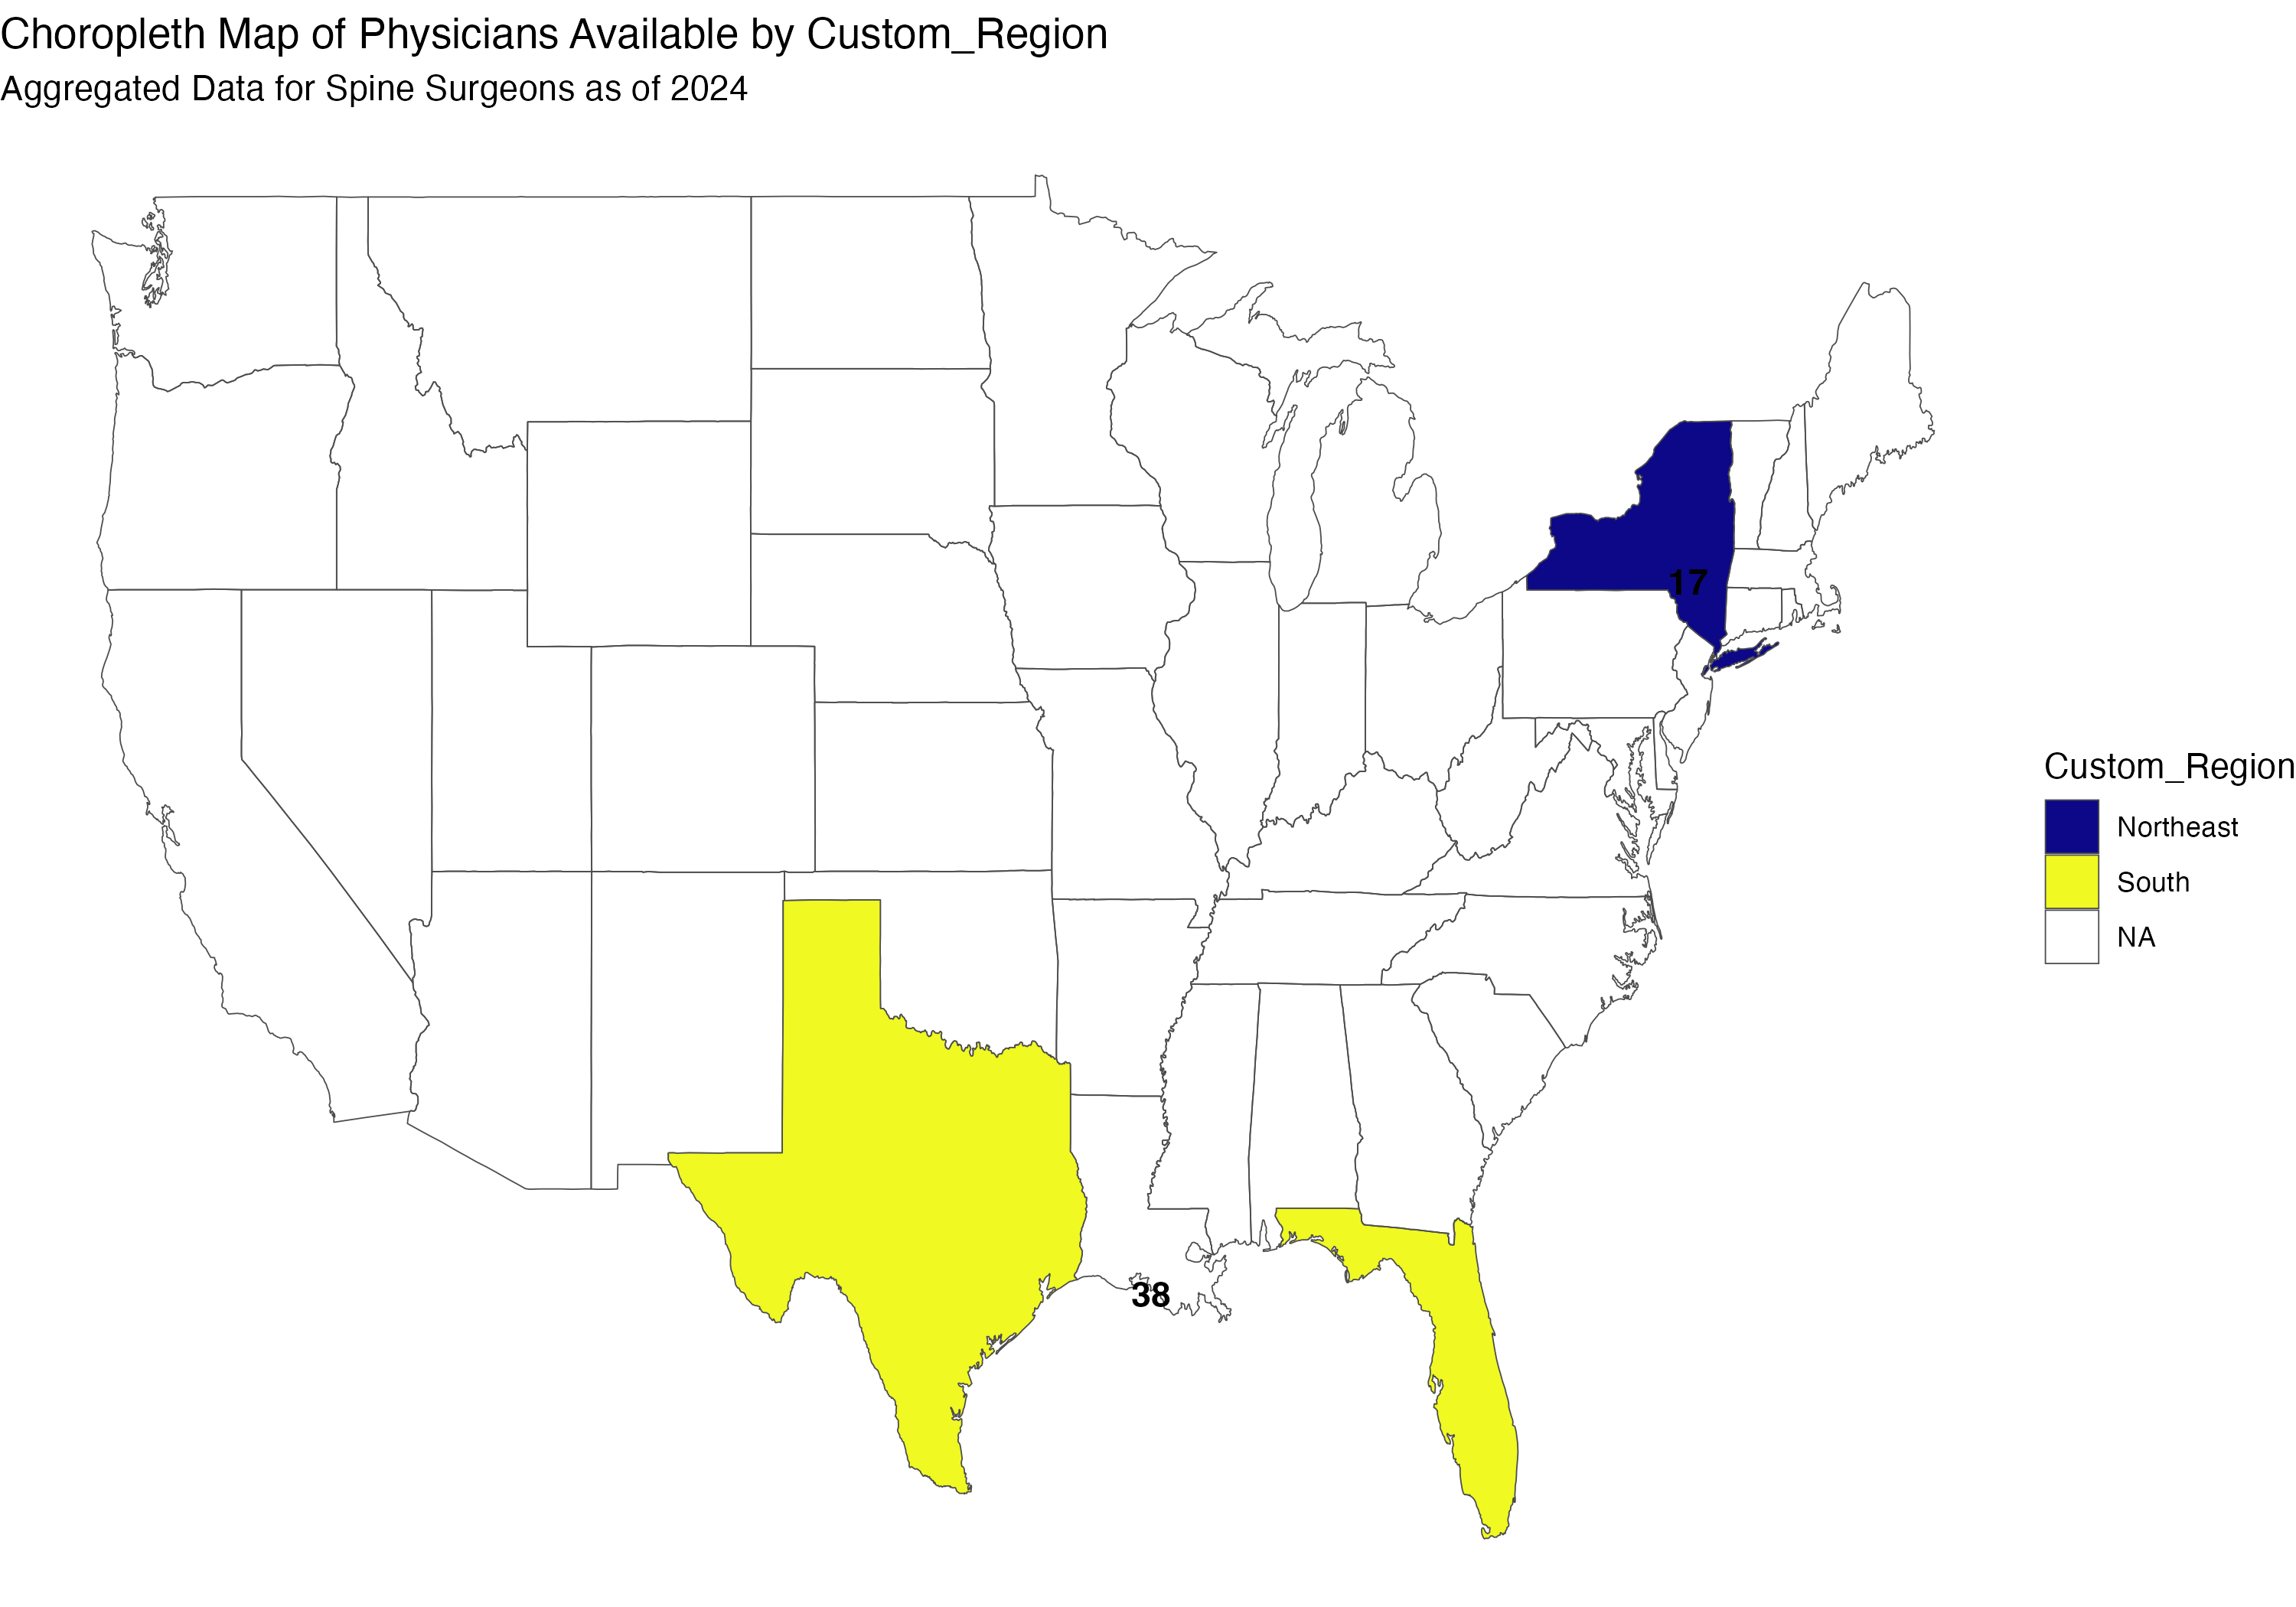 Choropleth Map of Physicians Available by Custom_Region
Aggregated Data for Spine Surgeons as of 2024
17
Custom_Region
Northeast
South
NA
38